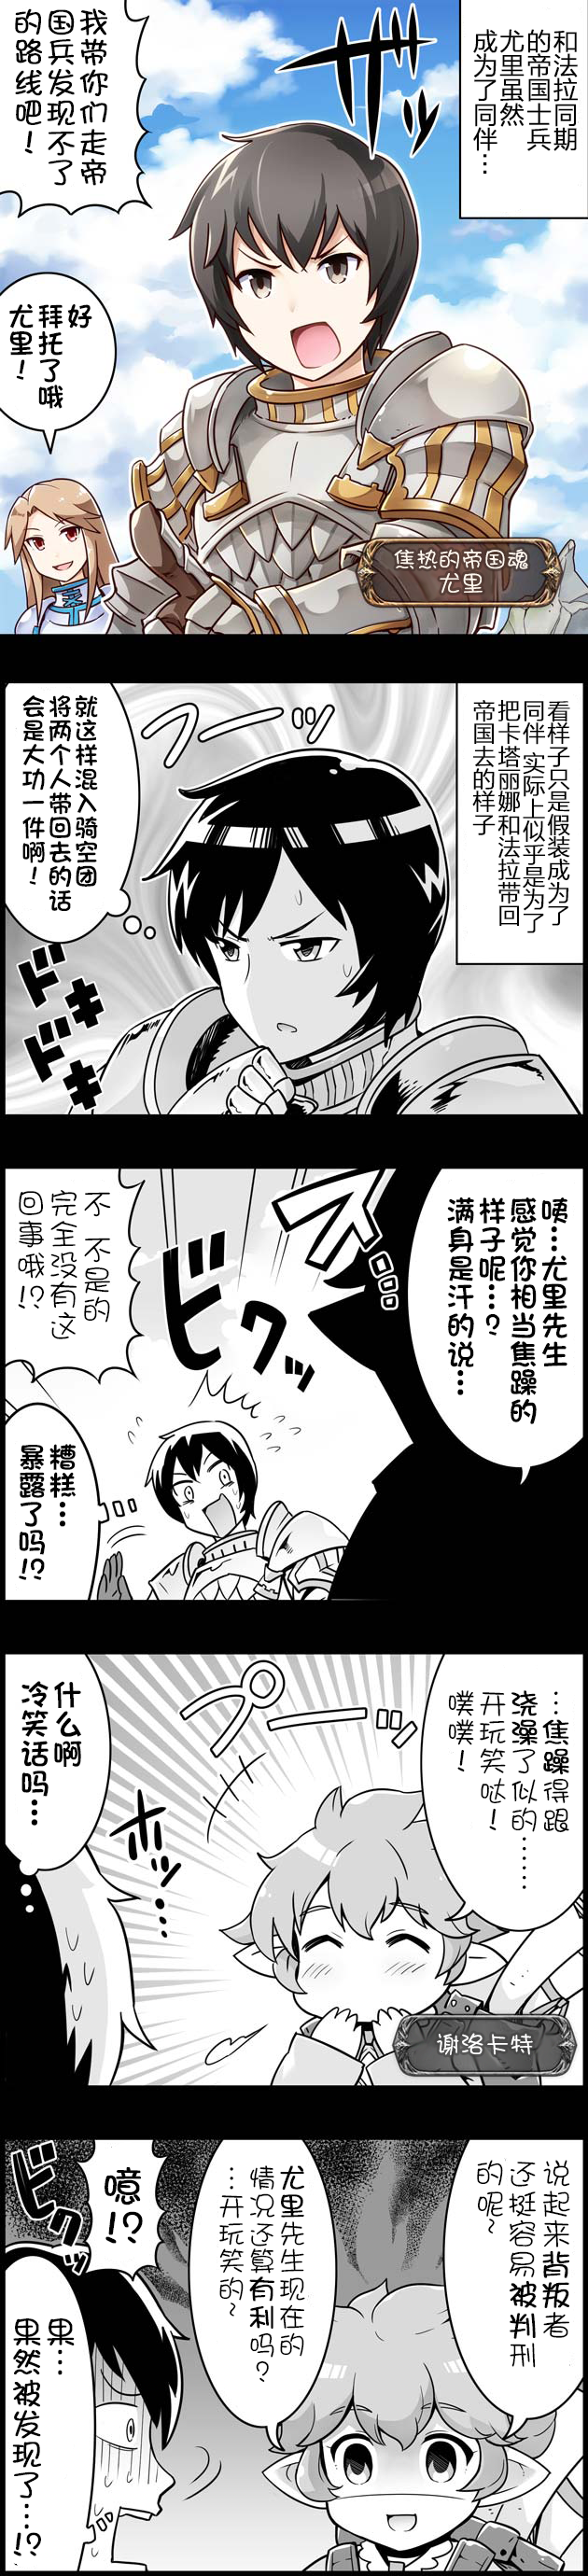 和法拉同期
的帝国士兵
尤里虽然
成为了同伴…
ガッ
我带你们走帝
国兵发现不了
的路线吧！
好
拜托了哦
尤里！
焦热的帝国魂
尤里
看样子只是假装成为了
同伴 实际上似乎是为了
把卡塔丽娜和法拉带回
帝国去的样子
フーーッ
就这样混入骑空团
将两个人带回去的话
会是大功一件啊！
ドキ
ドキ
咦…尤里先生
感觉你相当焦躁的
样子呢…？
满身是汗的说…
ズイ
ビクッ
不 不是的
完全没有这
回事哦!?
糟糕…
暴露了吗!?
…焦躁得跟
浇澡了似的……
开玩笑哒！
噗噗！
プーーッ
ホッ…
什么啊
冷笑话吗…
谢洛卡特
说起来背叛者
还挺容易被判刑
的呢~
尤里先生现在的
情况还算有利吗？
…开玩笑的~
噫!?
ビクッ
果…
果然被发现了…!?